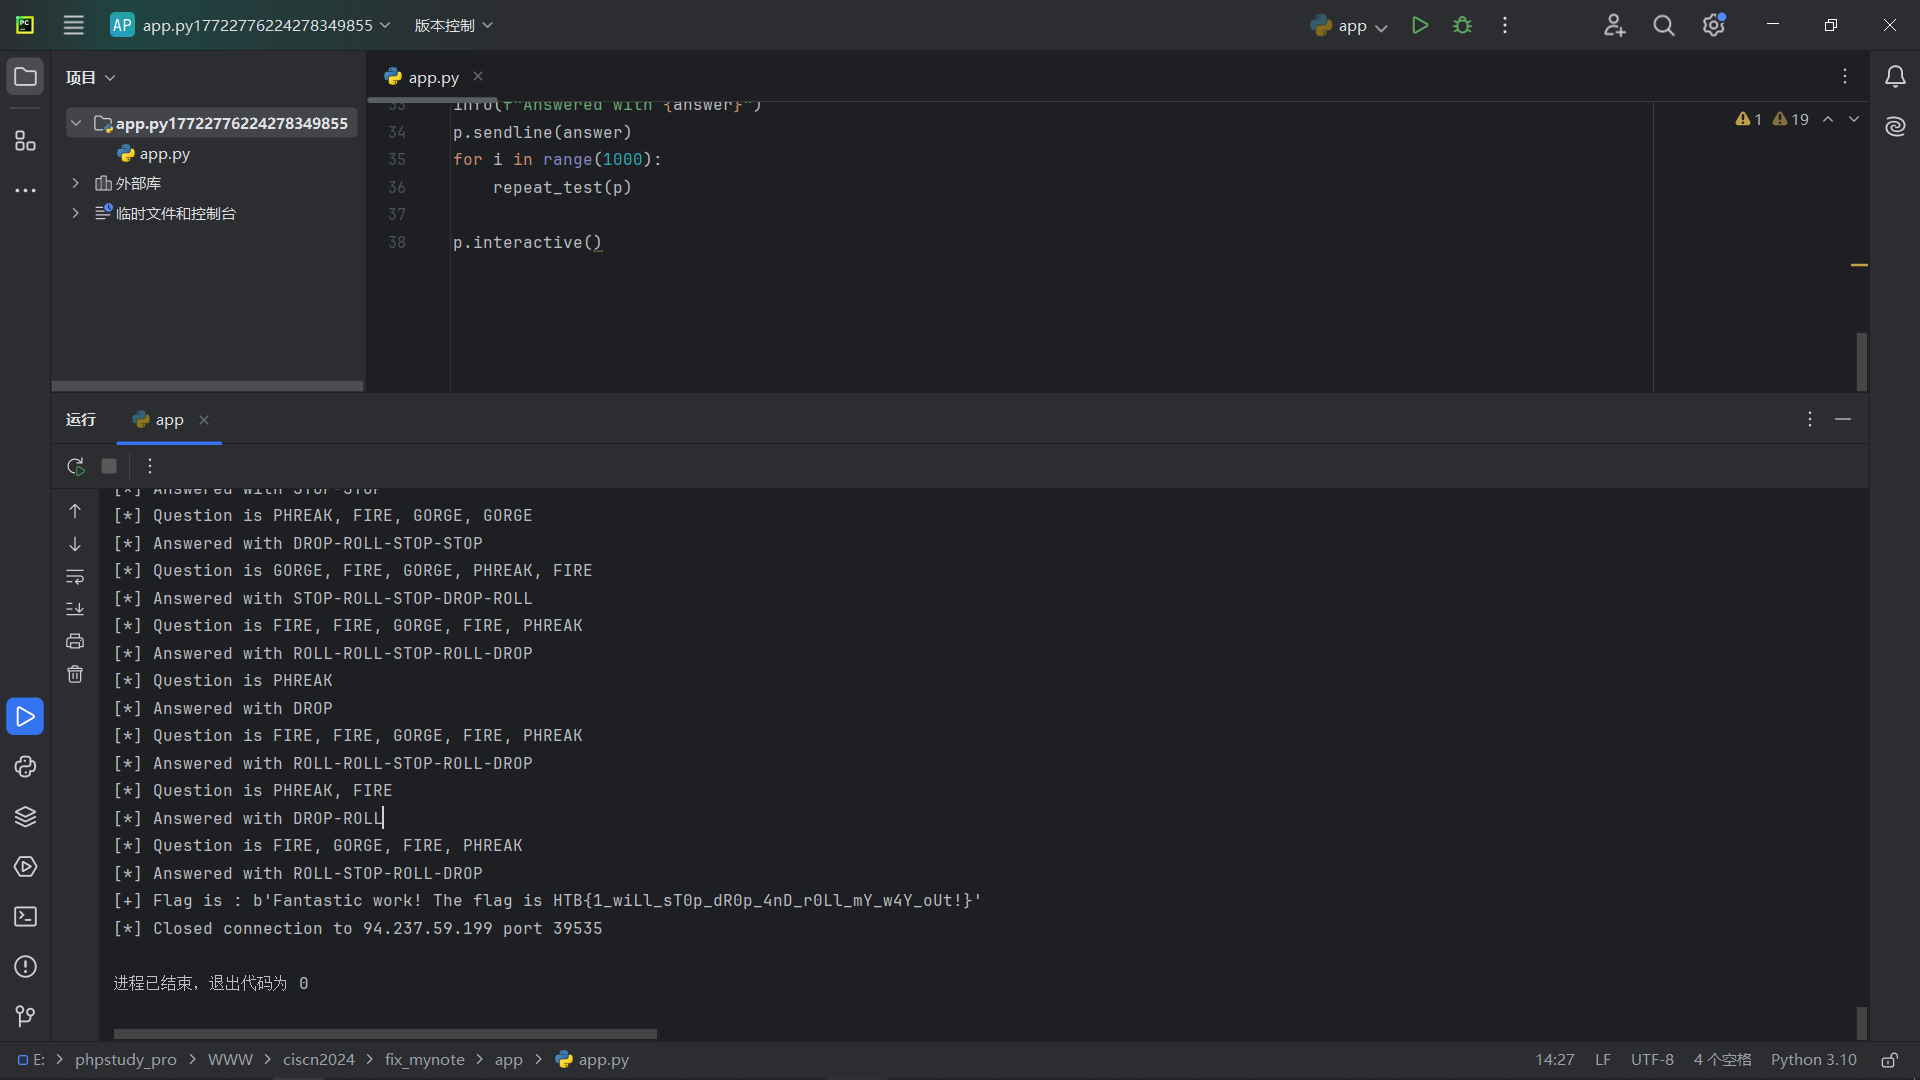 AP app.py17722776224278349855 版本控制 app
项目
app.py
app.py17722776224278349855
app.py
外部库
临时文件和控制台
33 info(f"Answered with {answer}")
34 p.sendline(answer)
35 for i in range(1000):
36 repeat_test(p)
37
38 p.interactive()
1 19
运行 app
[*] Answered with STOP-STOP
[*] Question is PHREAK, FIRE, GORGE, GORGE
[*] Answered with DROP-ROLL-STOP-STOP
[*] Question is GORGE, FIRE, GORGE, PHREAK, FIRE
[*] Answered with STOP-ROLL-STOP-DROP-ROLL
[*] Question is FIRE, FIRE, GORGE, FIRE, PHREAK
[*] Answered with ROLL-ROLL-STOP-ROLL-DROP
[*] Question is PHREAK
[*] Answered with DROP
[*] Question is FIRE, FIRE, GORGE, FIRE, PHREAK
[*] Answered with ROLL-ROLL-STOP-ROLL-DROP
[*] Question is PHREAK, FIRE
[*] Answered with DROP-ROLL
[*] Question is FIRE, GORGE, FIRE, PHREAK
[*] Answered with ROLL-STOP-ROLL-DROP
[+] Flag is : b'Fantastic work! The flag is HTB{1_wiLl_sT0p_dR0p_4nD_r0Ll_mY_w4Y_oUt!}'
[*] Closed connection to 94.237.59.199 port 39535
进程已结束，退出代码为 0
E: > phpstudy_pro > WWW > ciscn2024 > fix_mynote > app > app.py
14:27 LF UTF-8 4 个空格 Python 3.10